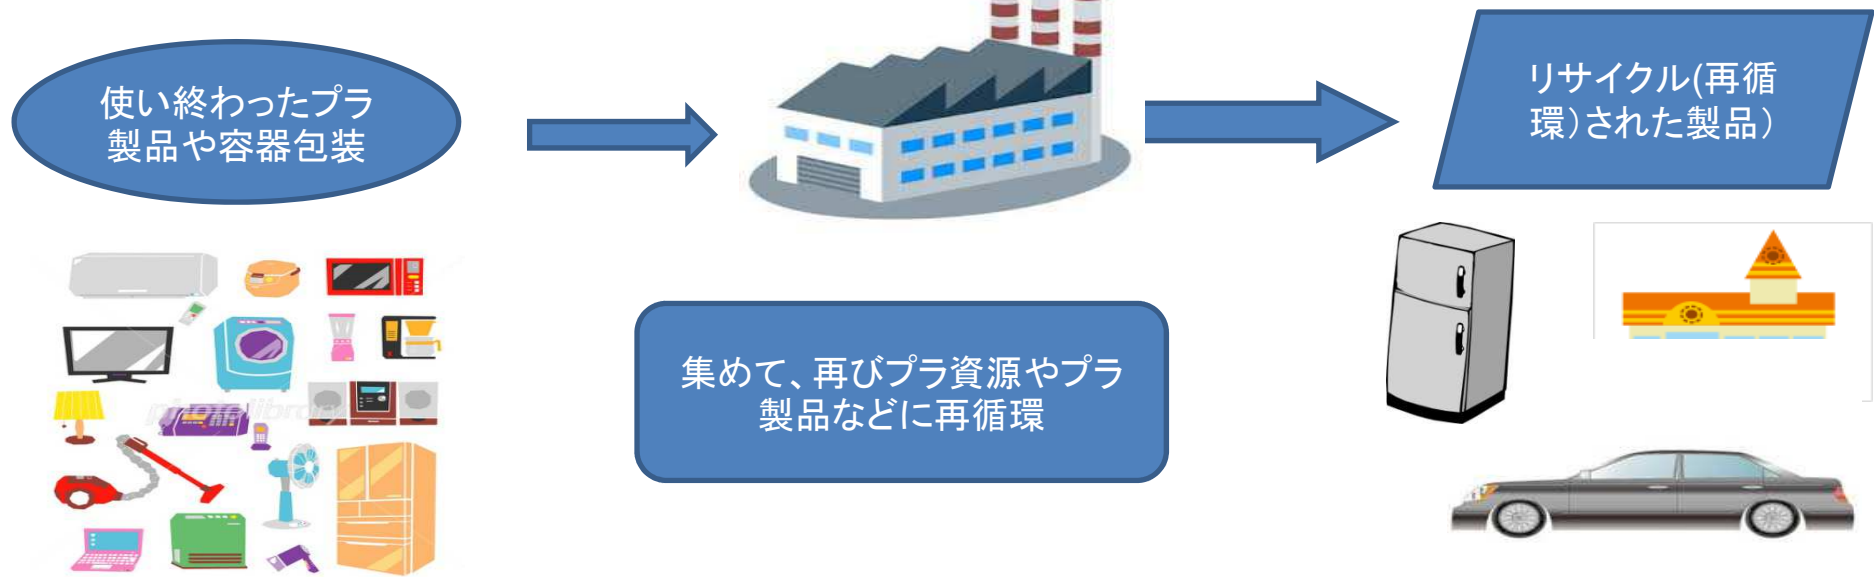 使い終わったプラ
製品や容器包装
リサイクル(再循
環）された製品）
集めて、再びプラ資源やプラ
製品などに再循環
photolibrary